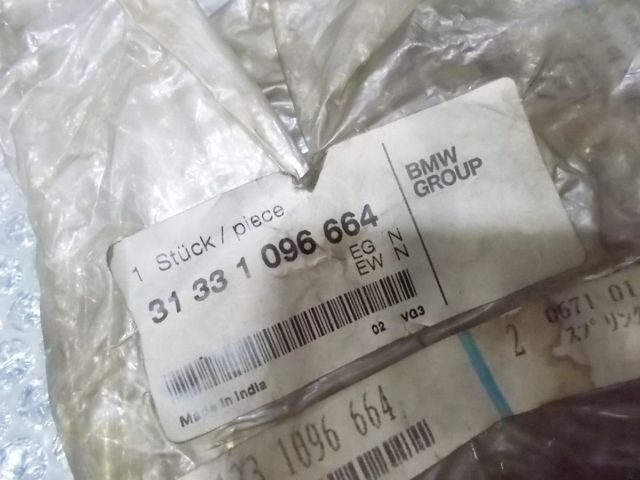 1 Stück / piece
31 33 1 096 664
EG N
EW N
BMW
GROUP
02 VG3
Made in India
2 0671 01
スプリング
33 1096 664